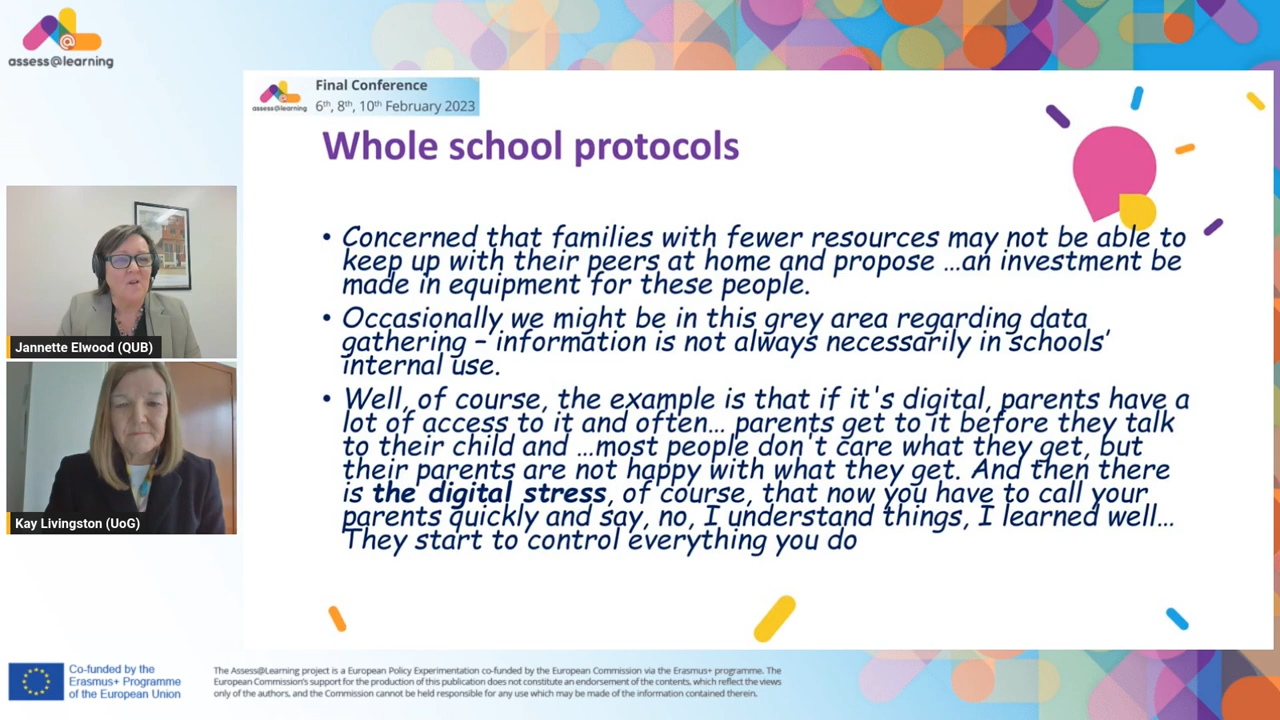 assess@learning
assess@learning
Final Conference
6th, 8th, 10th February 2023
Whole school protocols
• Concerned that families with fewer resources may not be able to
keep up with their peers at home and propose …an investment be
made in equipment for these people.
• Occasionally we might be in this grey area regarding data
gathering – information is not always necessarily in schools’
internal use.
• Well, of course, the example is that if it's digital, parents have a
lot of access to it and often… parents get to it before they talk
to their child and …most people don't care what they get, but
their parents are not happy with what they get. And then there
is the digital stress, of course, that now you have to call your
parents quickly and say, no, I understand things, I learned well…
They start to control everything you do
Jannette Elwood (QUB)
Kay Livingston (UoG)
Co-funded by the
Erasmus+ Programme
of the European Union
The Assess@Learning project is a European Policy Experimentation co-funded by the European Commission via the Erasmus+ programme. The
European Commission’s support for the production of this publication does not constitute an endorsement of the contents, which reflect the views
only of the authors, and the Commission cannot be held responsible for any use which may be made of the information contained therein.